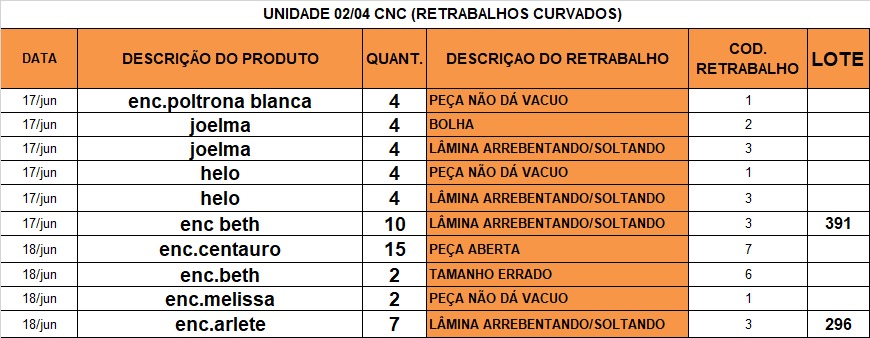 UNIDADE 02/04 CNC (RETRABALHOS CURVADOS)
DATA DESCRIÇÃO DO PRODUTO QUANT. DESCRIÇAO DO RETRABALHO COD. RETRABALHO LOTE
17/jun enc.poltrona blanca 4 PEÇA NÃO DÁ VACUO 1
17/jun joelma 4 BOLHA 2
17/jun joelma 4 LÂMINA ARREBENTANDO/SOLTANDO 3
17/jun helo 4 PEÇA NÃO DÁ VACUO 1
17/jun helo 4 LÂMINA ARREBENTANDO/SOLTANDO 3
17/jun enc beth 10 LÂMINA ARREBENTANDO/SOLTANDO 3 391
18/jun enc.centauro 15 PEÇA ABERTA 7
18/jun enc.beth 2 TAMANHO ERRADO 6
18/jun enc.melissa 2 PEÇA NÃO DÁ VACUO 1
18/jun enc.arlete 7 LÂMINA ARREBENTANDO/SOLTANDO 3 296